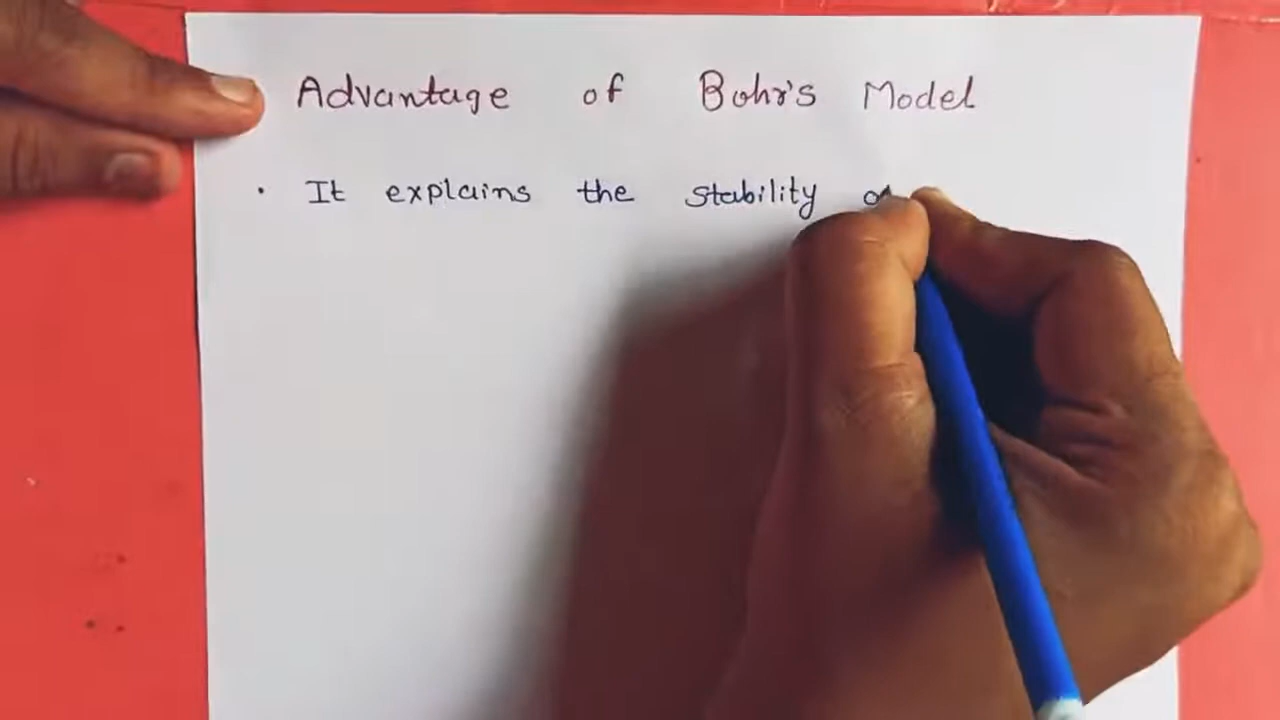 Advantage of Bohr's Model
• It explains the stability